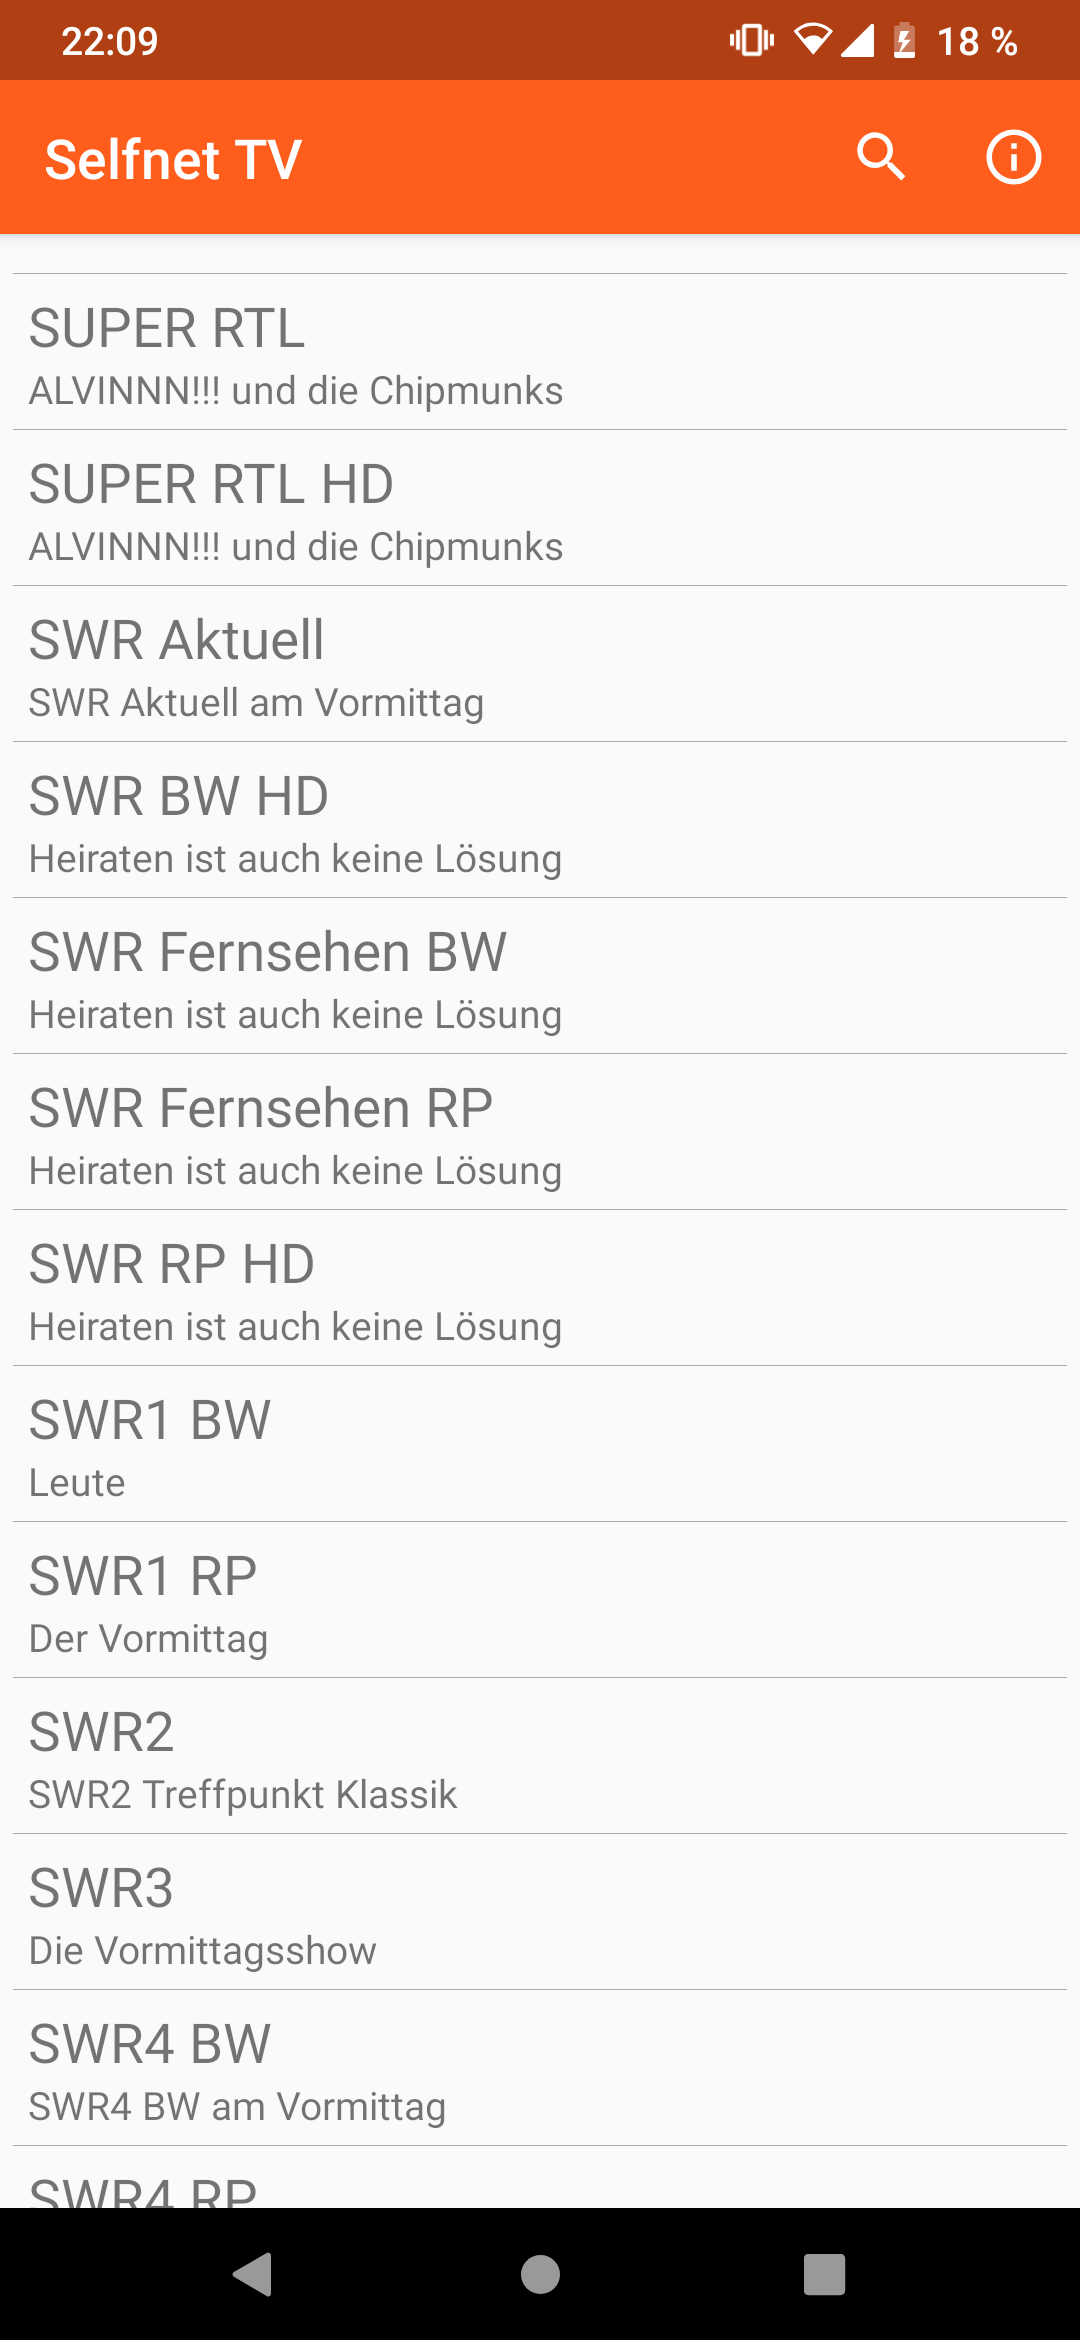 22:09
18 %
Selfnet TV
SUPER RTL
ALVINNN!!! und die Chipmunks
SUPER RTL HD
ALVINNN!!! und die Chipmunks
SWR Aktuell
SWR Aktuell am Vormittag
SWR BW HD
Heiraten ist auch keine Lösung
SWR Fernsehen BW
Heiraten ist auch keine Lösung
SWR Fernsehen RP
Heiraten ist auch keine Lösung
SWR RP HD
Heiraten ist auch keine Lösung
SWR1 BW
Leute
SWR1 RP
Der Vormittag
SWR2
SWR2 Treffpunkt Klassik
SWR3
Die Vormittagsshow
SWR4 BW
SWR4 BW am Vormittag
SWR4 RP